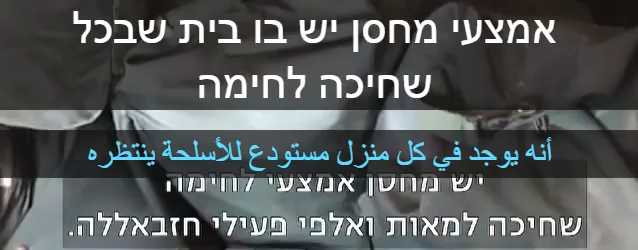 אמצעי מחסן יש בו בית שבכל
שחיכה לחימה
أنه يوجد في كل منزل مستودع للأسلحة ينتظره
יש מחסן אמצעי לחימה
שחיכה למאות ואלפי פעילי חזבאללה.